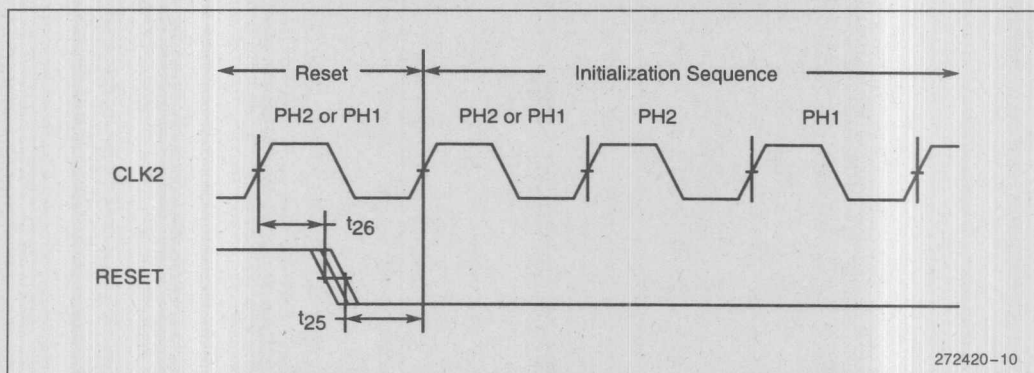 Reset
Initialization Sequence
PH2 or PH1
PH2 or PH1
PH2
PH1
CLK2
t26
RESET
t25
272420-10